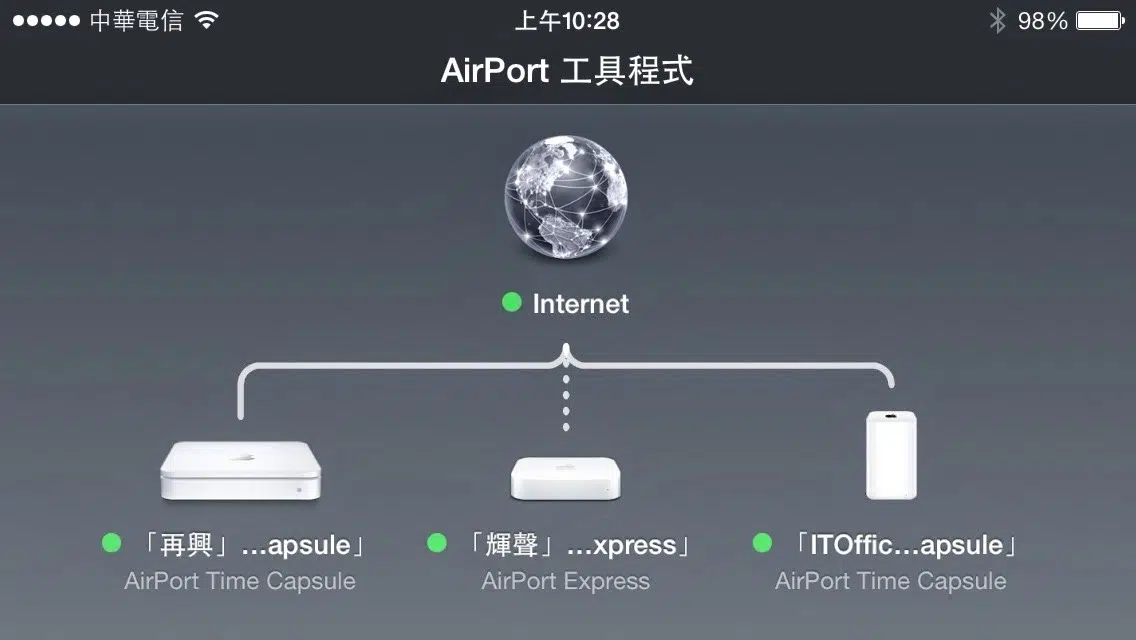 中華電信 上午10:28 98%
AirPort 工具程式
Internet
「再興」...apsule」 「輝聲」...xpress」 「ITOffic...apsule」
AirPort Time Capsule AirPort Express AirPort Time Capsule